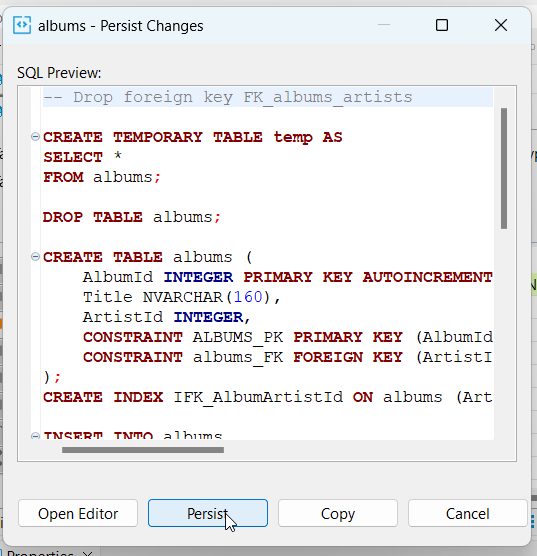 albums - Persist Changes
SQL Preview:
-- Drop foreign key FK_albums_artists
CREATE TEMPORARY TABLE temp AS
SELECT *
FROM albums;
DROP TABLE albums;
CREATE TABLE albums (
AlbumId INTEGER PRIMARY KEY AUTOINCREMENT
Title NVARCHAR(160),
ArtistId INTEGER,
CONSTRAINT ALBUMS_PK PRIMARY KEY (AlbumId
CONSTRAINT albums_FK FOREIGN KEY (ArtistI
);
CREATE INDEX IFK_AlbumArtistId ON albums (Art
INSERT INTO albums
Open Editor Persist Copy Cancel
Properties